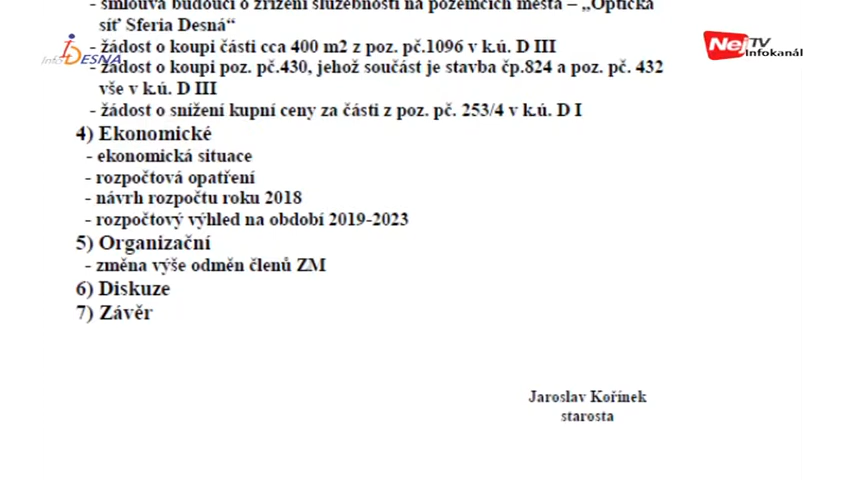 - smlouva budoucí o zřízení služebnosti na pozemcích města – „Optická
síť Sferia Desná“
- žádost o koupi části cca 400 m2 z poz. pč.1096 v k.ú. D III
- žádost o koupi poz. pč.430, jehož součást je stavba čp.824 a poz. pč. 432
vše v k.ú. D III
- žádost o snížení kupní ceny za části z poz. pč. 253/4 v k.ú. D I
4) Ekonomické
- ekonomická situace
- rozpočtová opatření
- návrh rozpočtu roku 2018
- rozpočtový výhled na období 2019-2023
5) Organizační
- změna výše odměn členů ZM
6) Diskuze
7) Závěr
Jaroslav Kořínek
starosta
Info DESNA
Nej TV
Infokanál